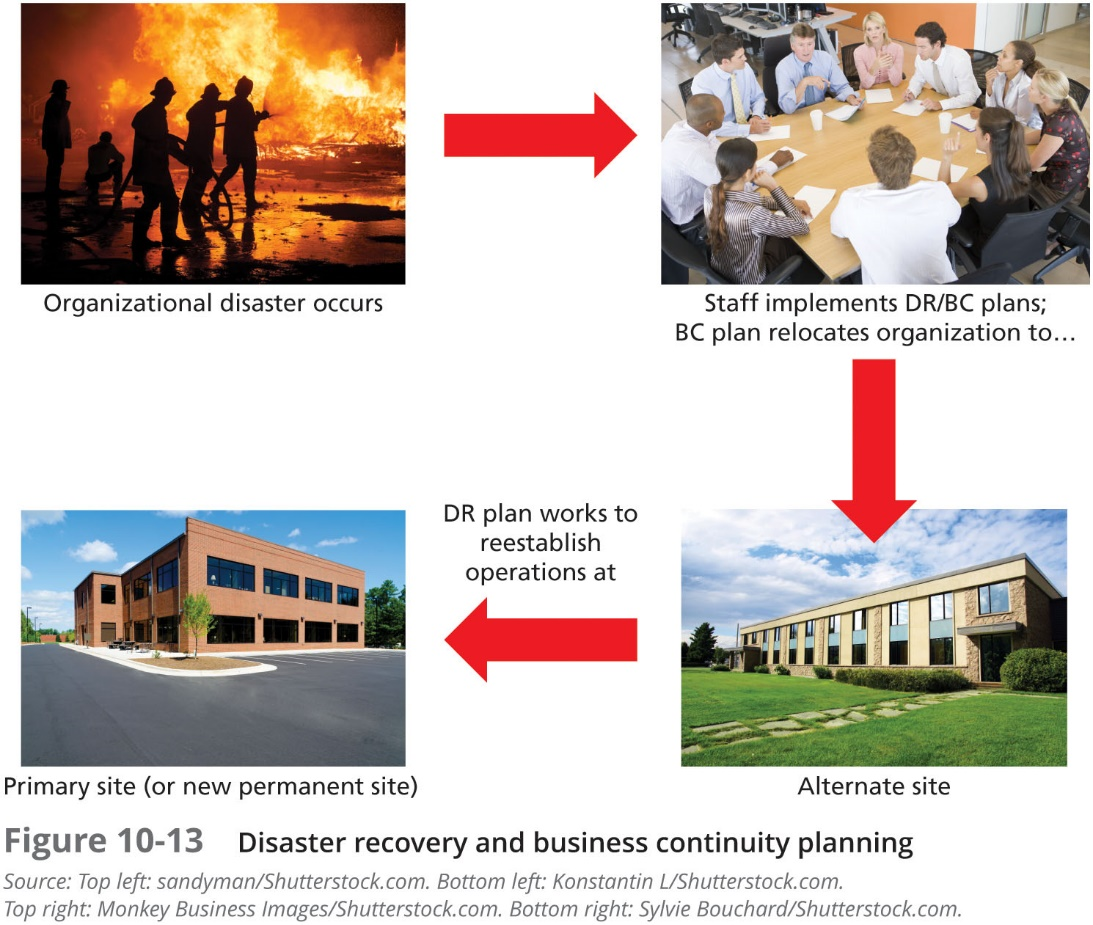 Organizational disaster occurs
Staff implements DR/BC plans;
BC plan relocates organization to…
DR plan works to
reestablish
operations at
Primary site (or new permanent site)
Alternate site
Figure 10-13 Disaster recovery and business continuity planning
Source: Top left: sandyman/Shutterstock.com. Bottom left: Konstantin L/Shutterstock.com.
Top right: Monkey Business Images/Shutterstock.com. Bottom right: Sylvie Bouchard/Shutterstock.com.